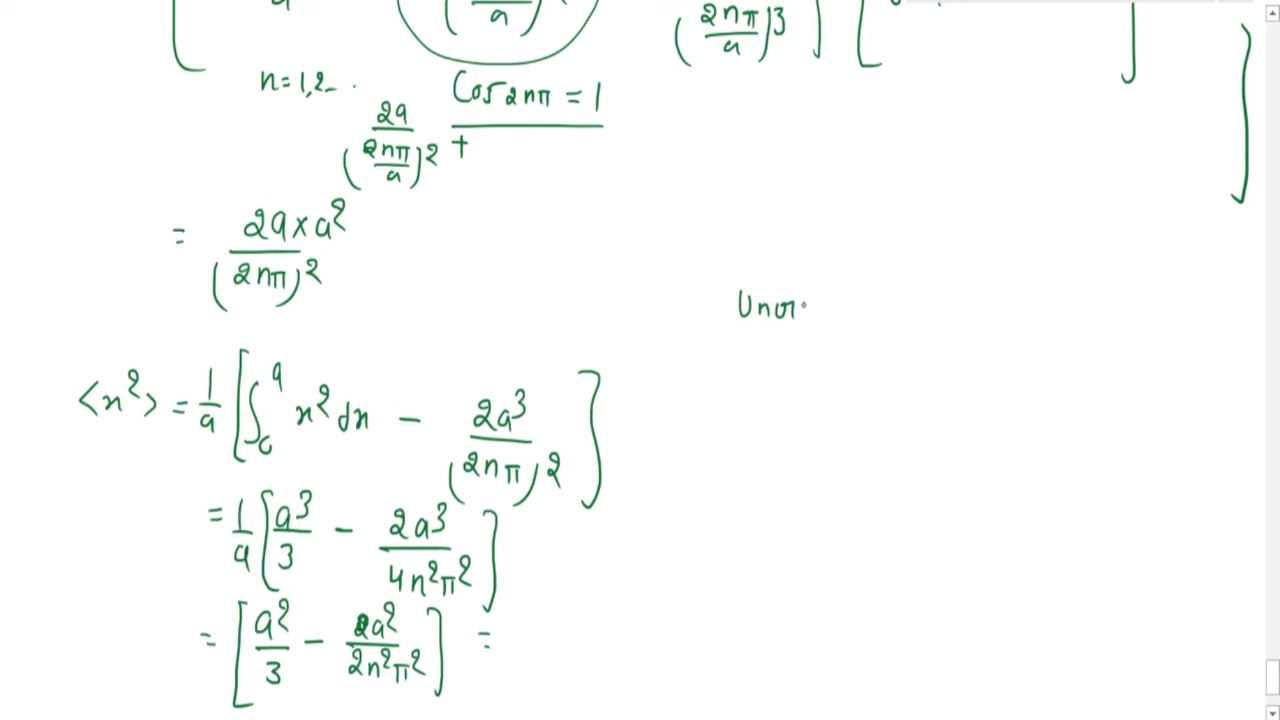 a (—/a) (2nπ/a)^3
n=1,2- . Cos 2nπ = 1
2a/(2nπ/a)^2 +
= 2a×a^2/(2nπ)^2
Unor.
<x^2> = 1/a [∫_0^a x^2 dx - 2a^3/(2nπ)^2]
= 1/a [a^3/3 - 2a^3/4n^2π^2]
= [a^2/3 - 2a^2/2n^2π^2] =